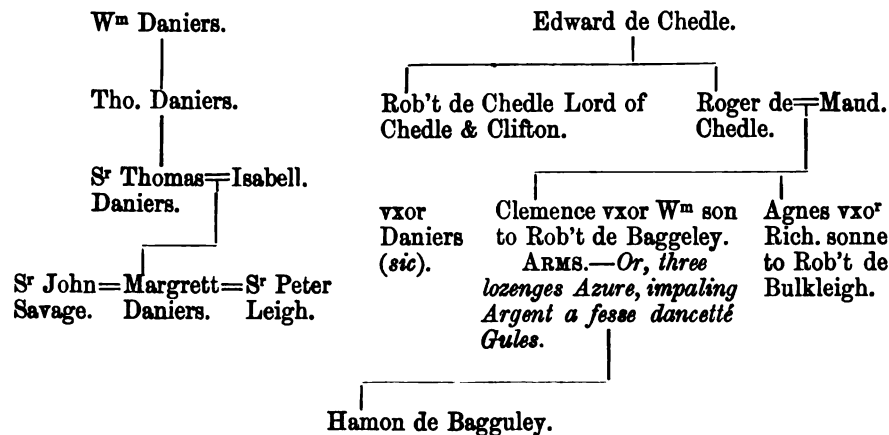 Wᵐ Daniers.
Edward de Chedle.
Tho. Daniers.
Rob't de Chedle Lord of
Chedle & Clifton.
Roger de=Maud.
Chedle.
Sʳ Thomas=Isabell.
Daniers.
vxor
Daniers
(sic).
Clemence vxor Wᵐ son
to Rob't de Baggeley.
ARMS.—Or, three
lozenges Azure, impaling
Argent a fesse dancetté
Gules.
Agnes vxoʳ
Rich. sonne
to Rob't de
Bulkleigh.
Sʳ John=Margrett=Sʳ Peter
Savage. Daniers. Leigh.
Hamon de Bagguley.